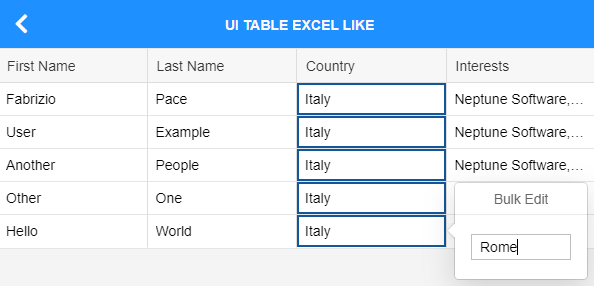 UI TABLE EXCEL LIKE
First Name Last Name Country Interests
Fabrizio Pace Italy Neptune Software,...
User Example Italy Neptune Software,...
Another People Italy Neptune Software,...
Other One Italy
Bulk Edit
Hello World Italy
Rome